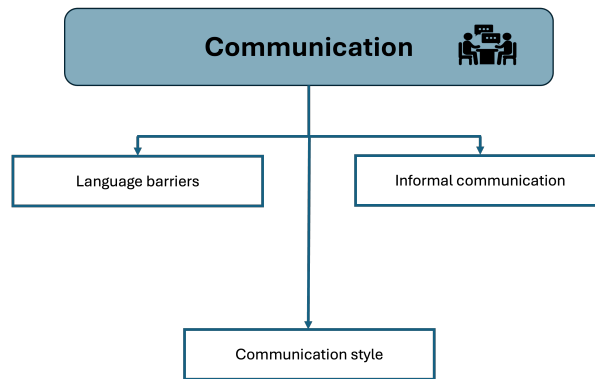 Communication
Language barriers
Informal communication
Communication style